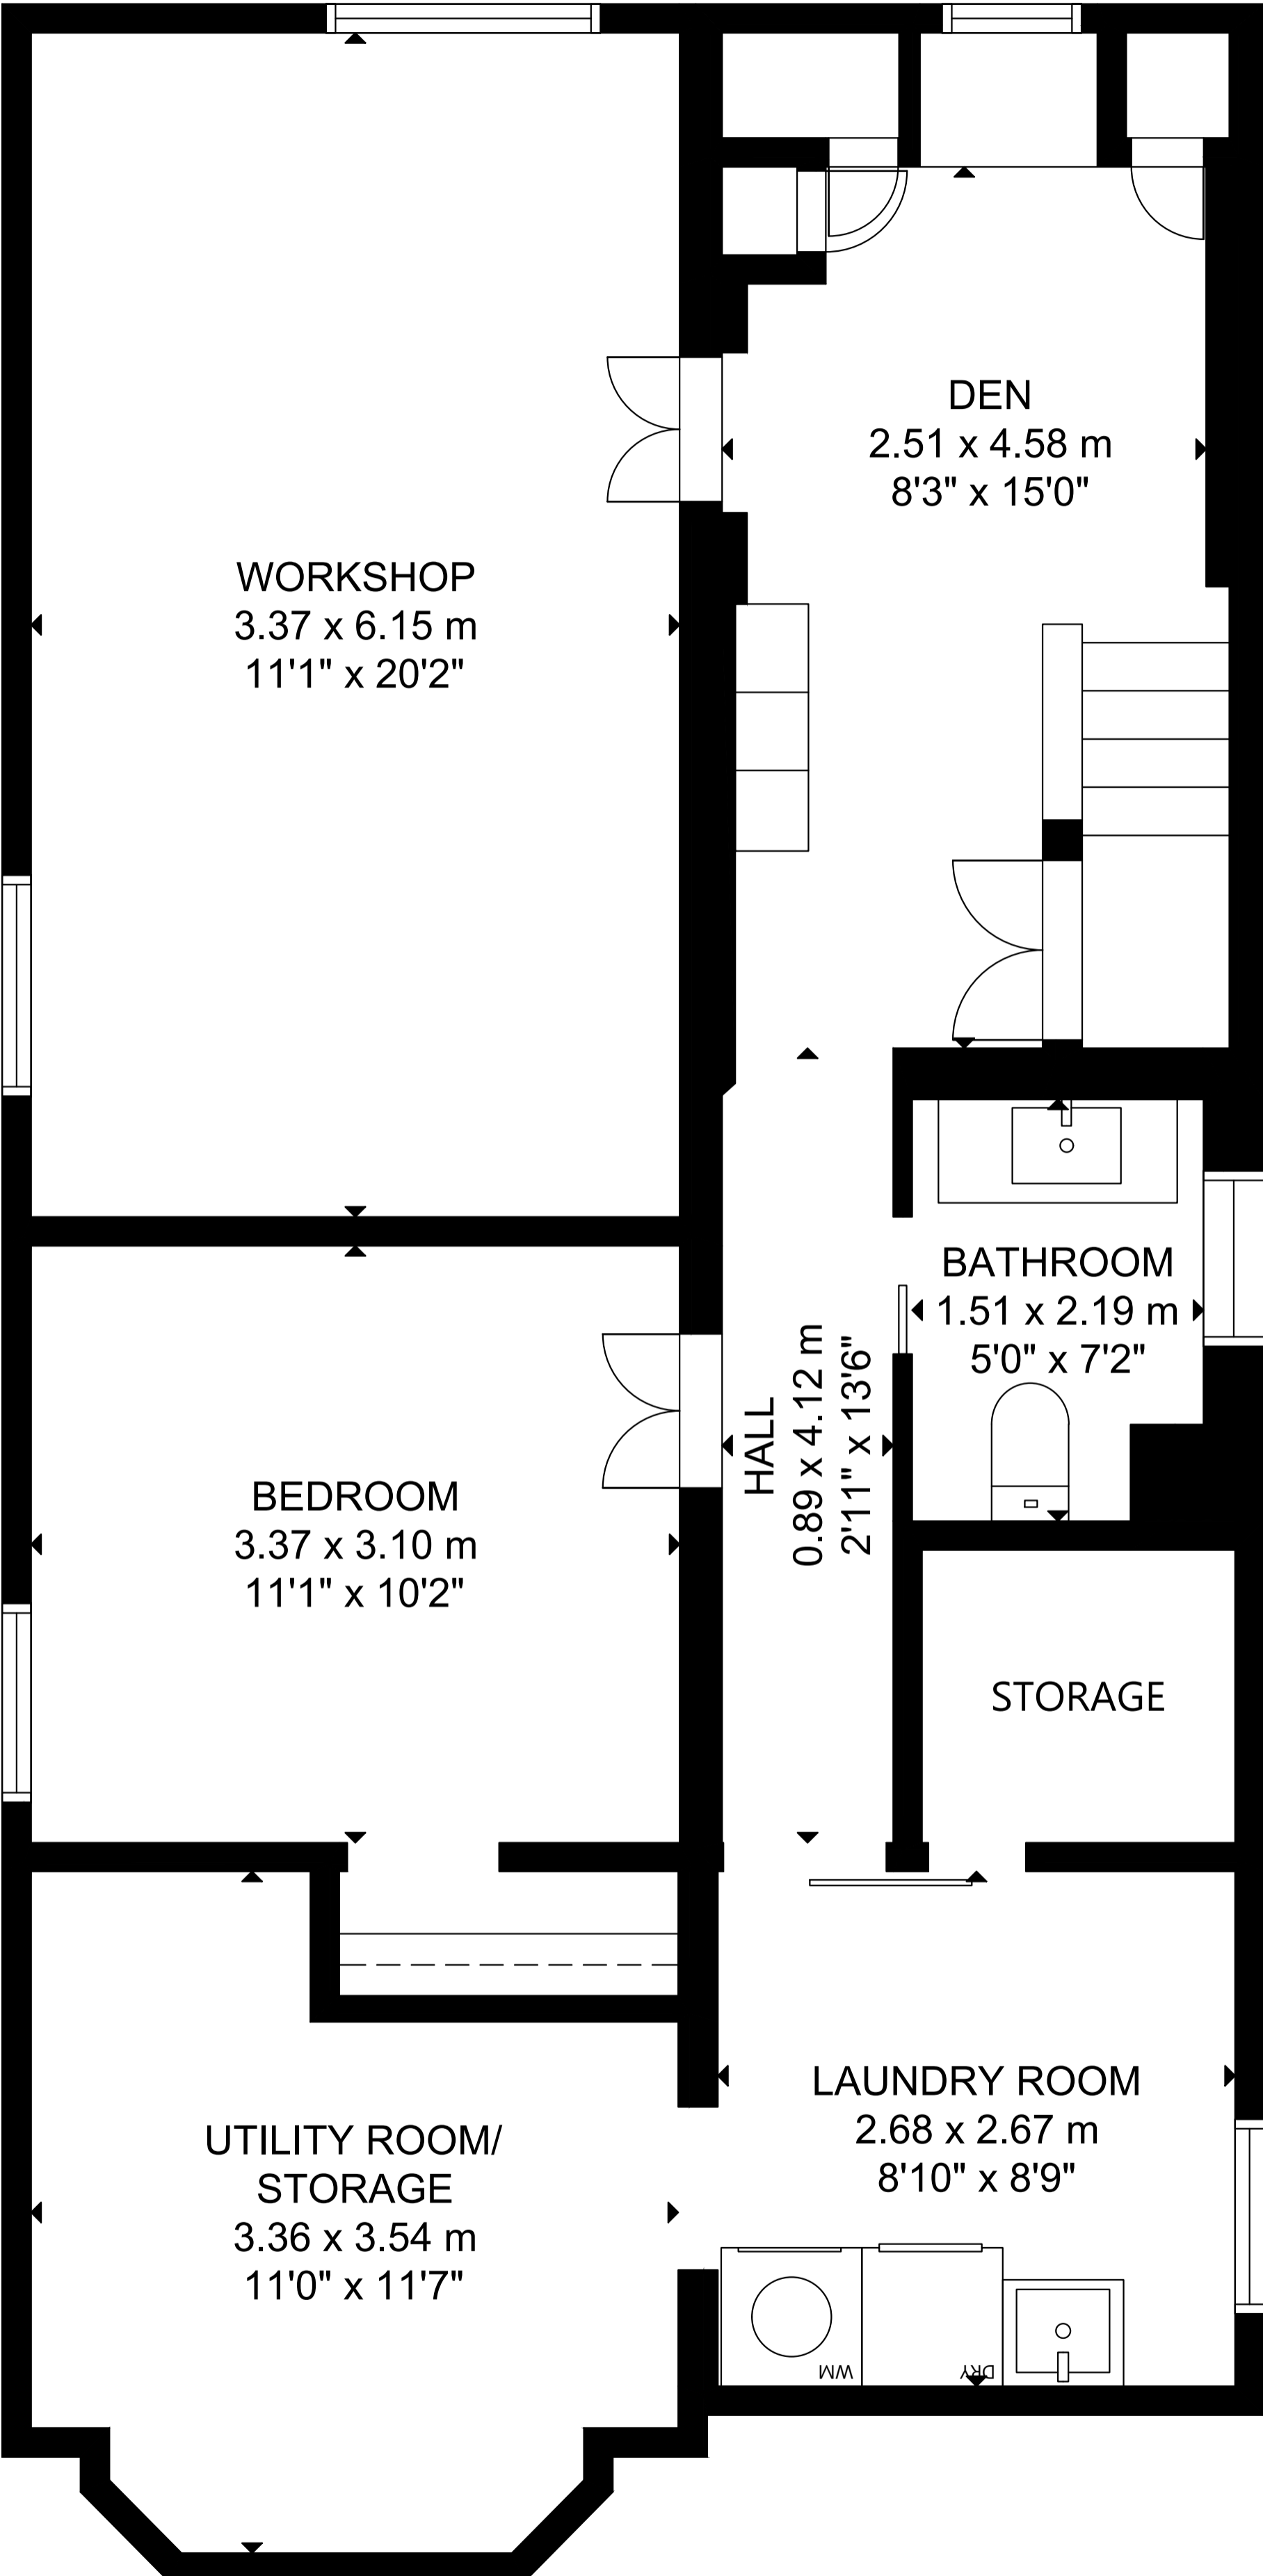 DEN
2.51 x 4.58 m
8'3" x 15'0"
WORKSHOP
3.37 x 6.15 m
11'1" x 20'2"
BATHROOM
1.51 x 2.19 m
5'0" x 7'2"
HALL
0.89 x 4.12 m
2'11" x 13'6"
BEDROOM
3.37 x 3.10 m
11'1" x 10'2"
STORAGE
LAUNDRY ROOM
2.68 x 2.67 m
8'10" x 8'9"
UTILITY ROOM/
STORAGE
3.36 x 3.54 m
11'0" x 11'7"
WM
DRY